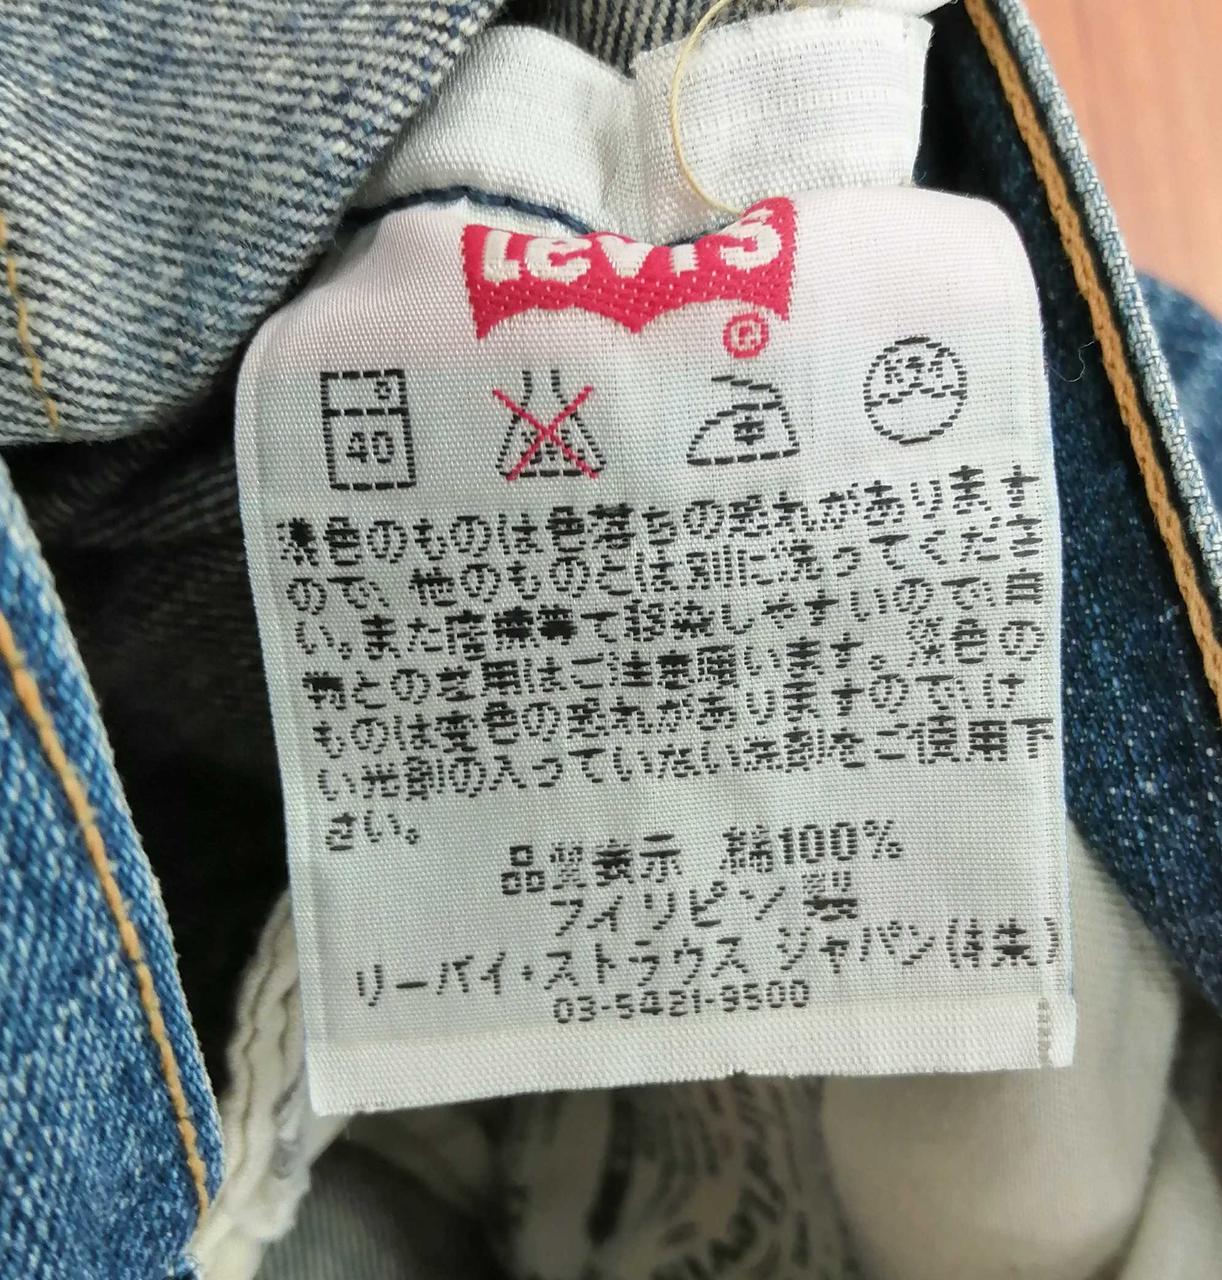 Levi's
®
40
濃色のものは色落ちの恐れがあります
ので、他のものとは別に洗ってくださ
い。また摩擦等で移染しやすいので、白
物との着用はご注意願います。淡色の
ものは変色の恐れがありますので、け
い光剤の入っていない洗剤をご使用下
さい。
品質表示 綿100%
フィリピン製
リーバイ・ストラウス ジャパン(株)
03-5421-9500